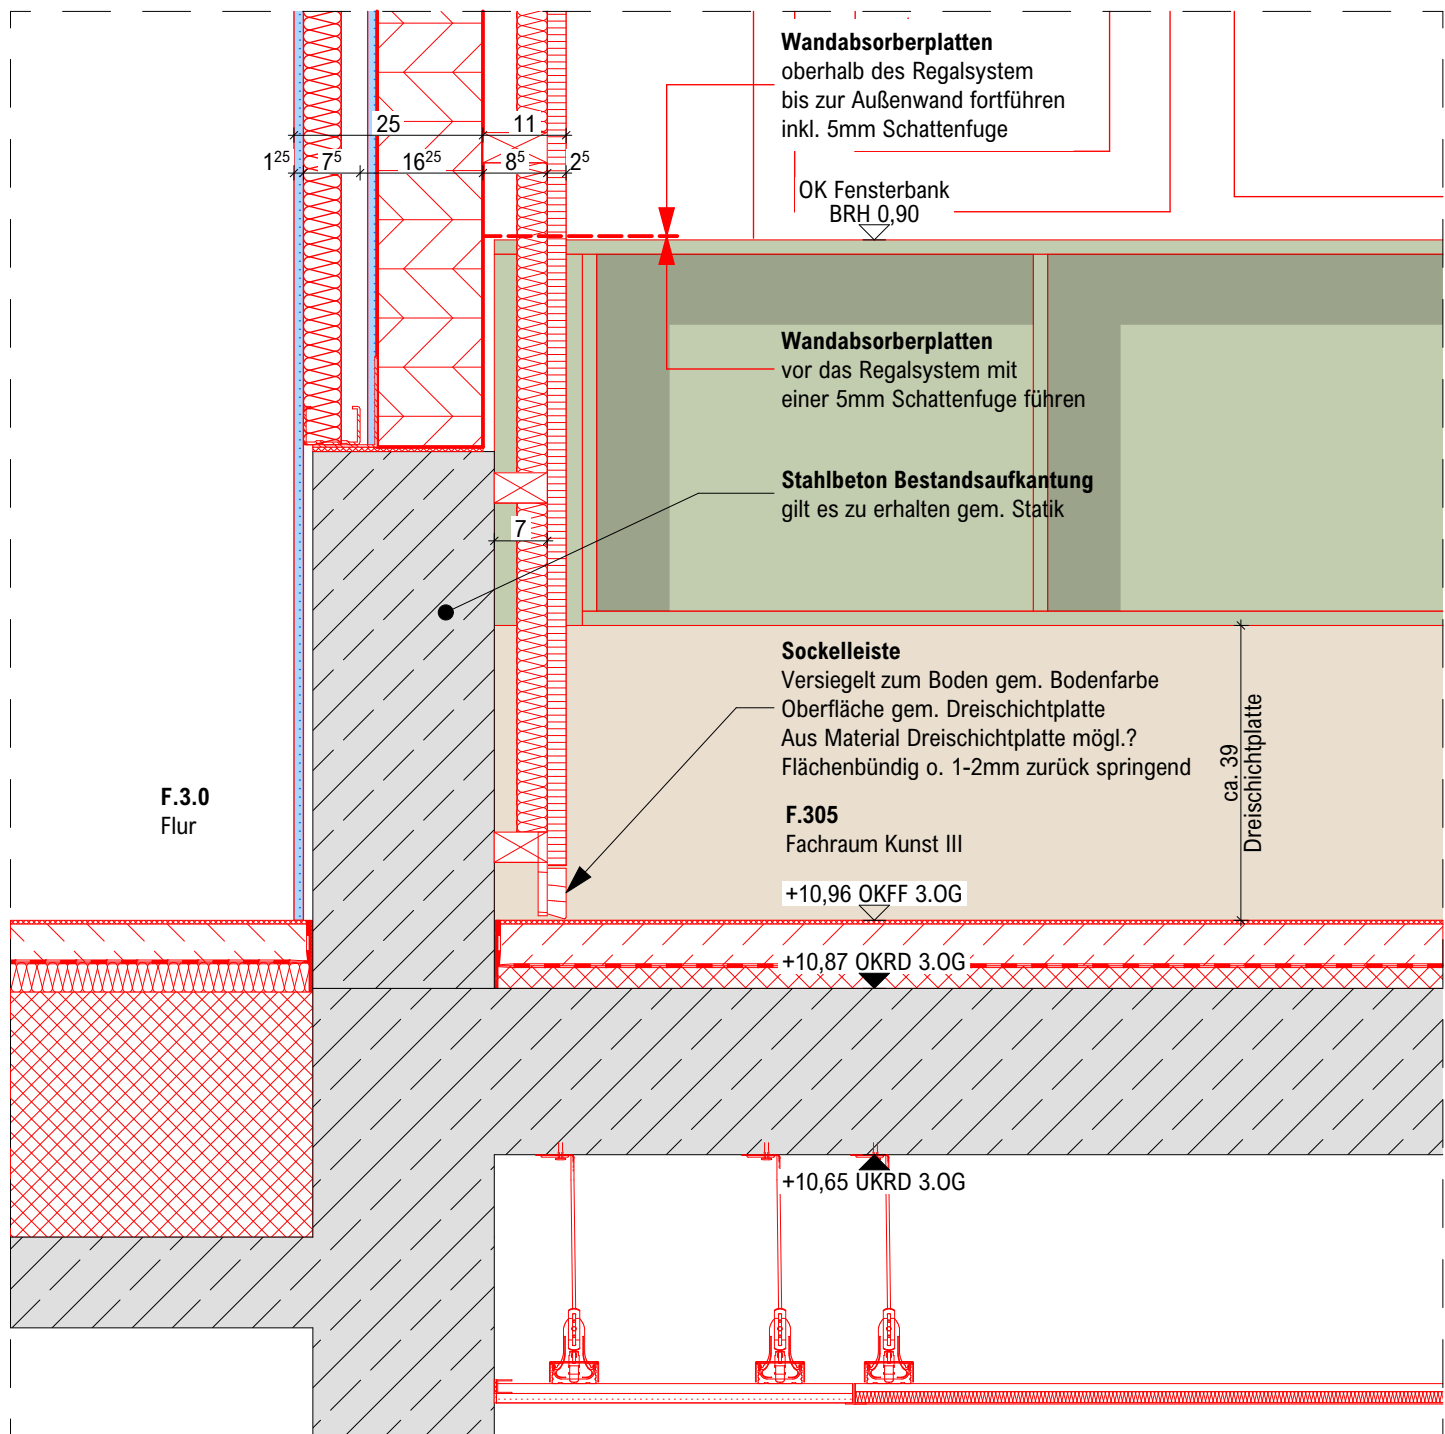 Wandabsorberplatten
oberhalb des Regalsystem
bis zur Außenwand fortführen
inkl. 5mm Schattenfuge
25
11
1²⁵
7⁵
16²⁵
8⁵
2⁵
OK Fensterbank
BRH 0,90
Wandabsorberplatten
vor das Regalsystem mit
einer 5mm Schattenfuge führen
Stahlbeton Bestandsaufkantung
gilt es zu erhalten gem. Statik
7
Sockelleiste
Versiegelt zum Boden gem. Bodenfarbe
Oberfläche gem. Dreischichtplatte
Aus Material Dreischichtplatte mögl.?
Flächenbündig o. 1-2mm zurück springend
ca. 39
Dreischichtplatte
F.3.0
Flur
F.305
Fachraum Kunst III
+10,96 OKFF 3.OG
+10,87 OKRD 3.OG
+10,65 UKRD 3.OG